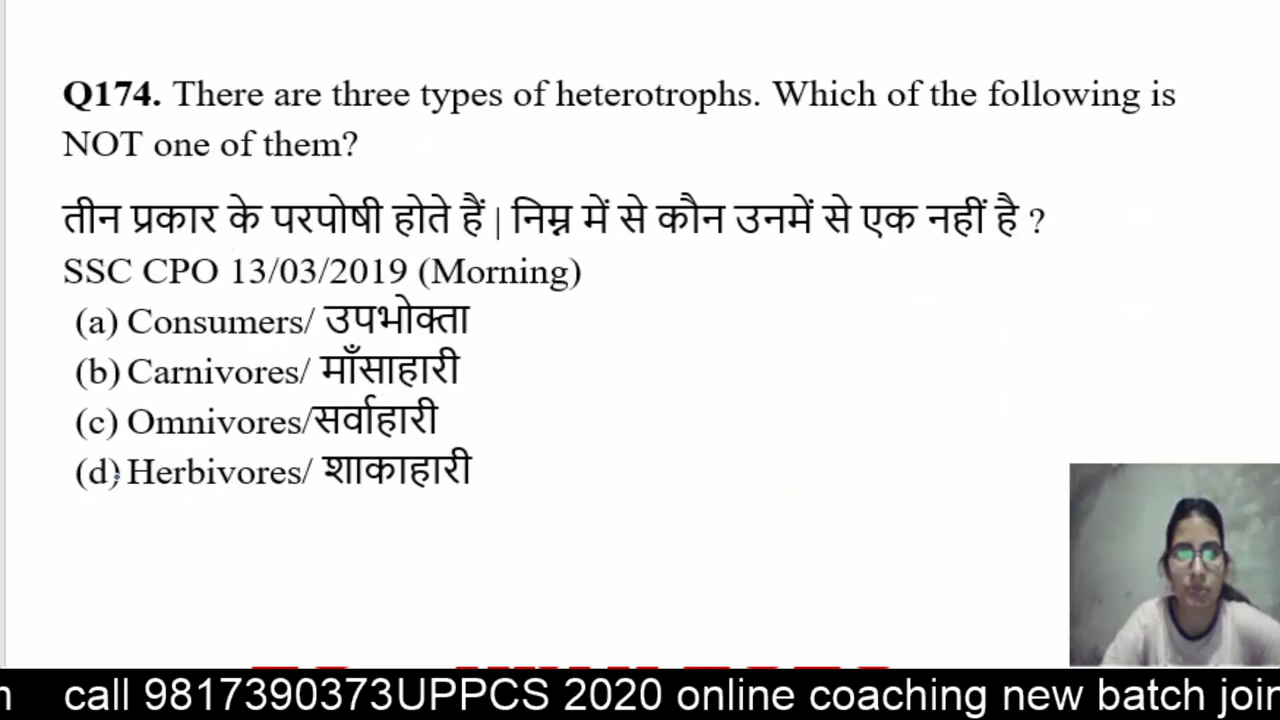 Q174. There are three types of heterotrophs. Which of the following is
NOT one of them?
तीन प्रकार के परपोषी होते हैं | निम्न में से कौन उनमें से एक नहीं है ?
SSC CPO 13/03/2019 (Morning)
(a) Consumers/ उपभोक्ता
(b) Carnivores/ माँसाहारी
(c) Omnivores/सर्वाहारी
(d) Herbivores/ शाकाहारी
call 9817390373UPPCS 2020 online coaching new batch join